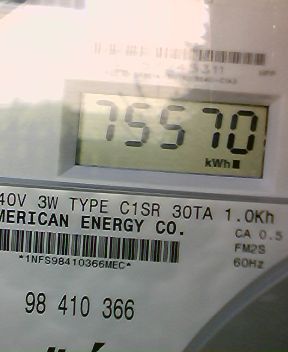 75570
kWh
40V 3W TYPE C1SR 30TA 1.0Kh
MERICAN ENERGY CO.
CA 0.5
*1NFS98410366MEC*
FM2S
60Hz
98 410 366